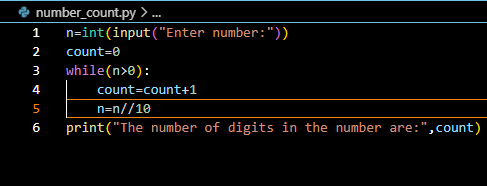 number_count.py > ...
1 n=int(input("Enter number:"))
2 count=0
3 while(n>0):
4     count=count+1
5     n=n//10
6 print("The number of digits in the number are:",count)